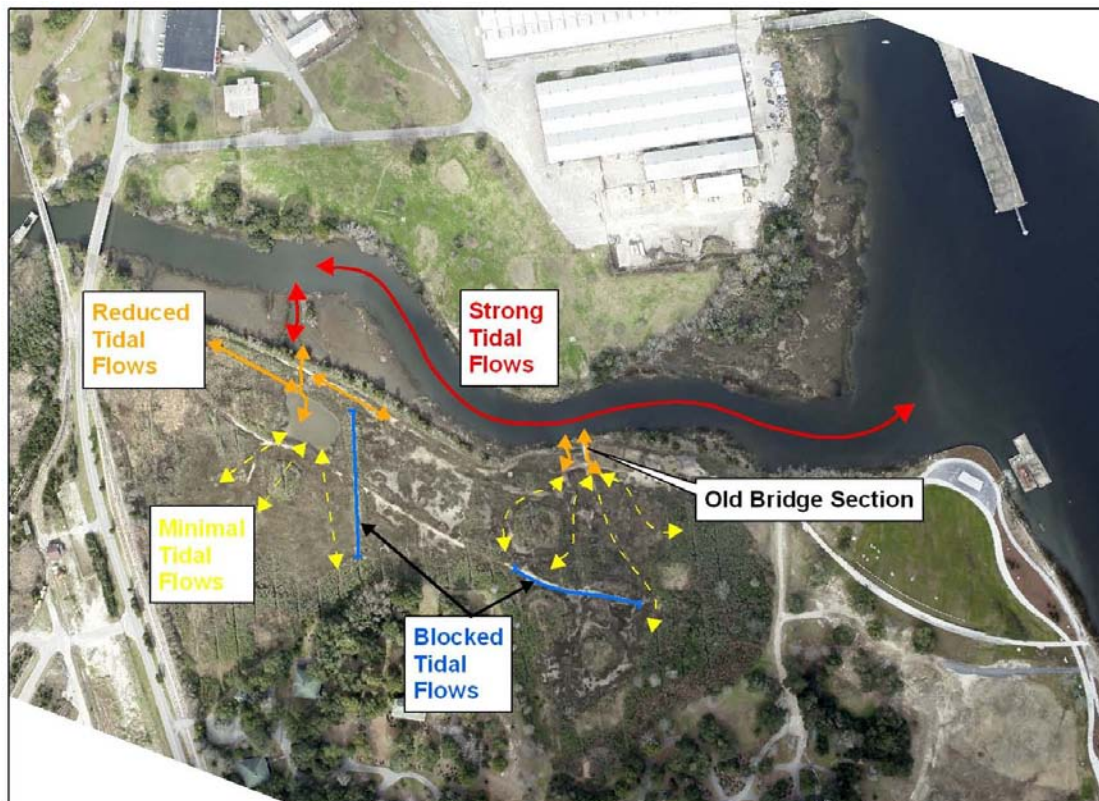 Reduced
Tidal
Flows
Strong
Tidal
Flows
Old Bridge Section
Minimal
Tidal
Flows
Blocked
Tidal
Flows